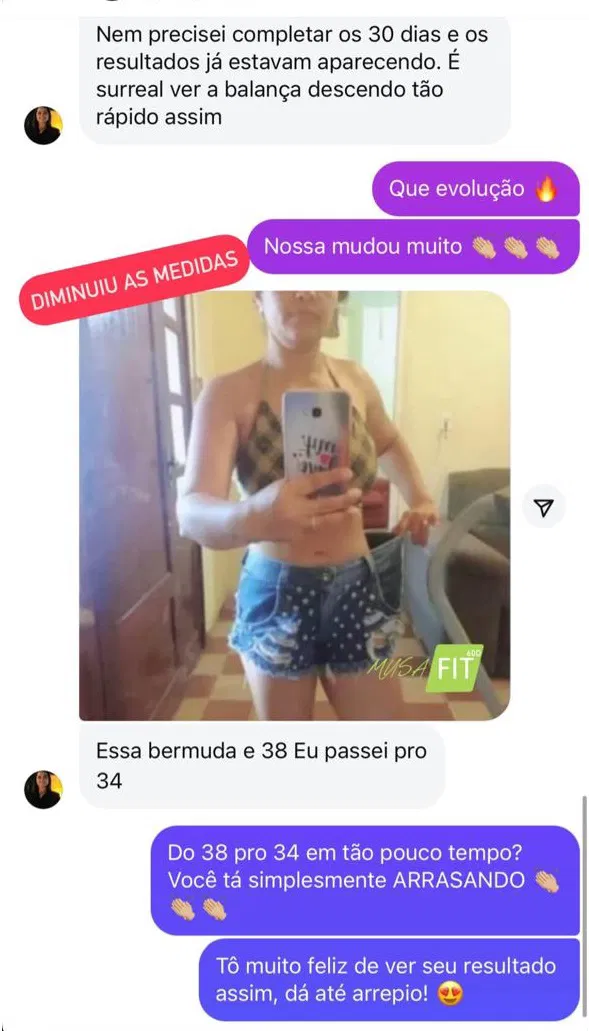 Nem precisei completar os 30 dias e os
resultados já estavam aparecendo. É
surreal ver a balança descendo tão
rápido assim
Que evolução 🔥
Nossa mudou muito 👏🏼👏🏼👏🏼
DIMINUIU AS MEDIDAS
MUSA FIT 60D
Essa bermuda e 38 Eu passei pro
34
Do 38 pro 34 em tão pouco tempo?
Você tá simplesmente ARRASANDO 👏🏼
👏🏼👏🏼
Tô muito feliz de ver seu resultado
assim, dá até arrepio! 😍